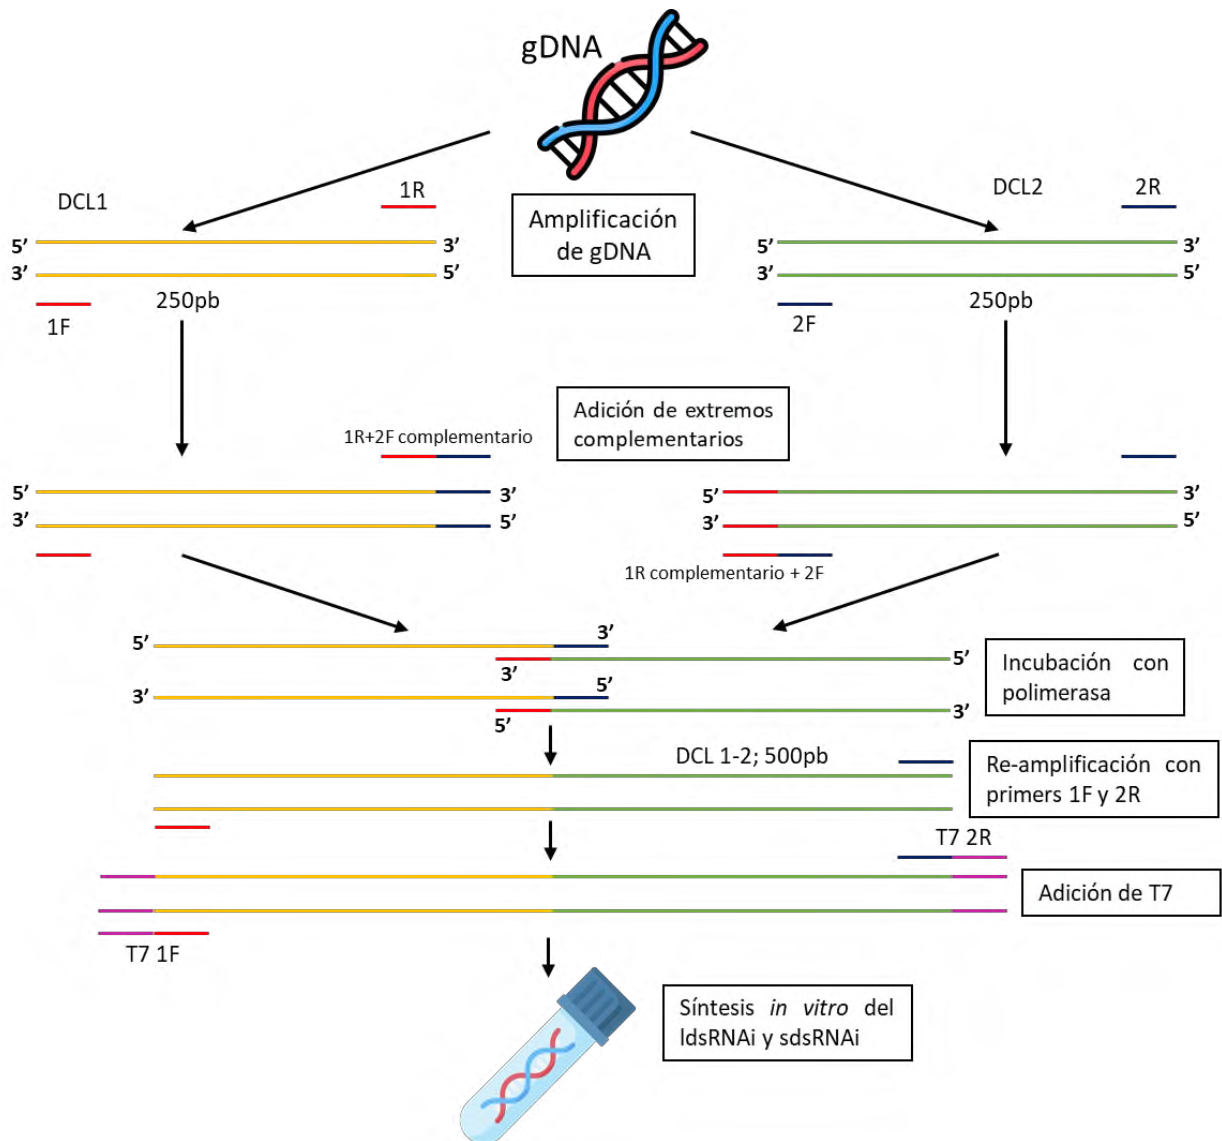 gDNA
DCL1
1R
Amplificación
de gDNA
DCL2
2R
5’
3’
3’
5’
250pb
1F
5’
3’
3’
5’
250pb
2F
Adición de extremos
complementarios
1R+2F complementario
5’
3’
3’
5’
5’
3’
3’
5’
1R complementario + 2F
5’
3’
3’
5’
3’
5’
5’
3’
Incubación con
polimerasa
DCL 1-2; 500pb
Re-amplificación con
primers 1F y 2R
T7 2R
Adición de T7
T7 1F
Síntesis in vitro del
ldsRNAi y sdsRNAi